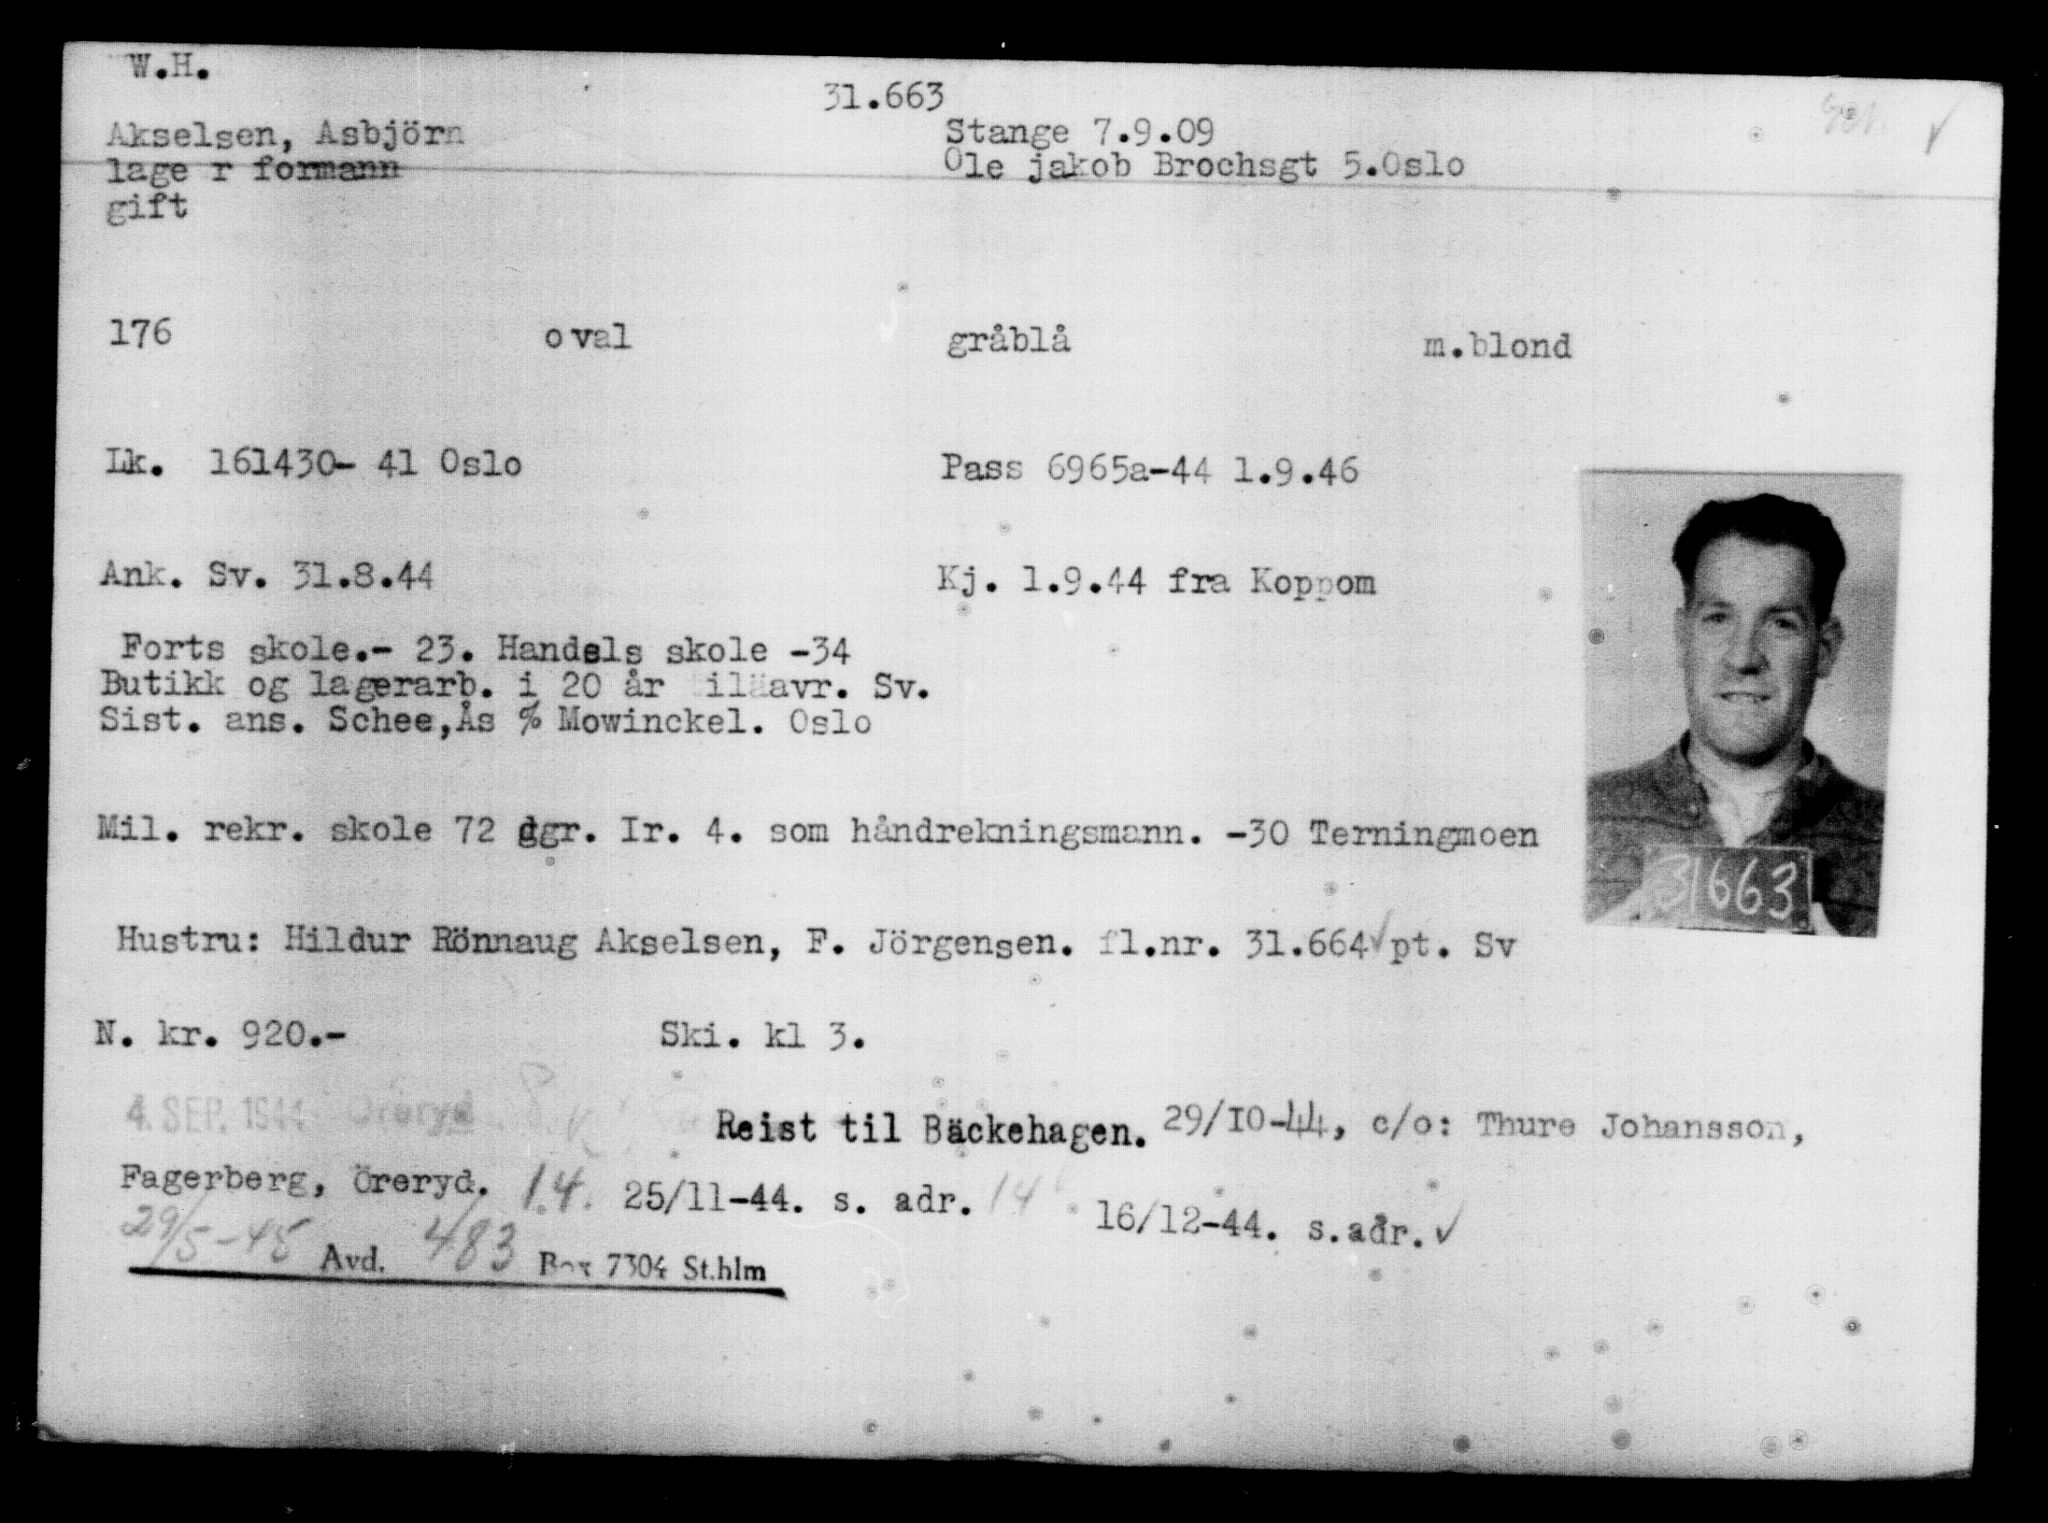 W.H.
31.663
Akselsen, Asbjörn
Stange 7.9.09
lage r formann
Ole jakob Brochsgt 5.Oslo
gift
176 oval gråblå m.blond
Lk. 161430- 41 Oslo
Pass 6965a-44 1.9.46
Ank. Sv. 31.8.44
Kj. 1.9.44 fra Koppom
Forts skole.- 23. Handels skole -34
Butikk og lagerarb. i 20 år Sv.
Sist. ans. Schee,Ås % Mowinckel. Oslo
Mil. rekr. skole 72 dgr. Ir. 4. som håndrekningsmann. -30 Terningmoen
31663
Hustru: Hildur Rönnaug Akselsen, F. Jörgensen. fl.nr. 31.664 ✓ pt. Sv
N. kr. 920.- Ski. kl 3.
4. SEP. 1944 Öreryd
Reist til Bäckehagen. 29/10-44, c/o: Thure Johansson,
Fagerberg, Öreryd. 14. 25/11-44. s. adr. 14 16/12-44. s.adr. ✓
29/5-45 Avd. 483 Box 7304 St.hlm